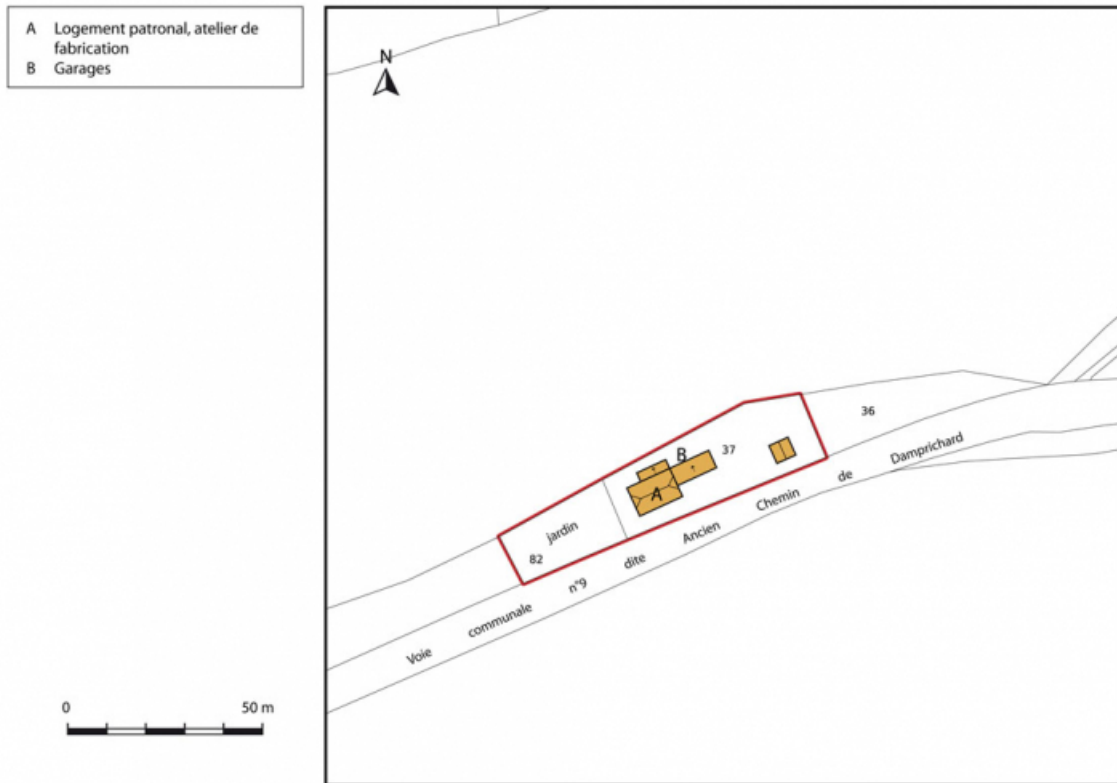 A Logement patronal, atelier de
fabrication
B Garages
N
36
37
B
A
jardin
82
Voie communale n°9 dite Ancien Chemin de Damprichard
0 50 m